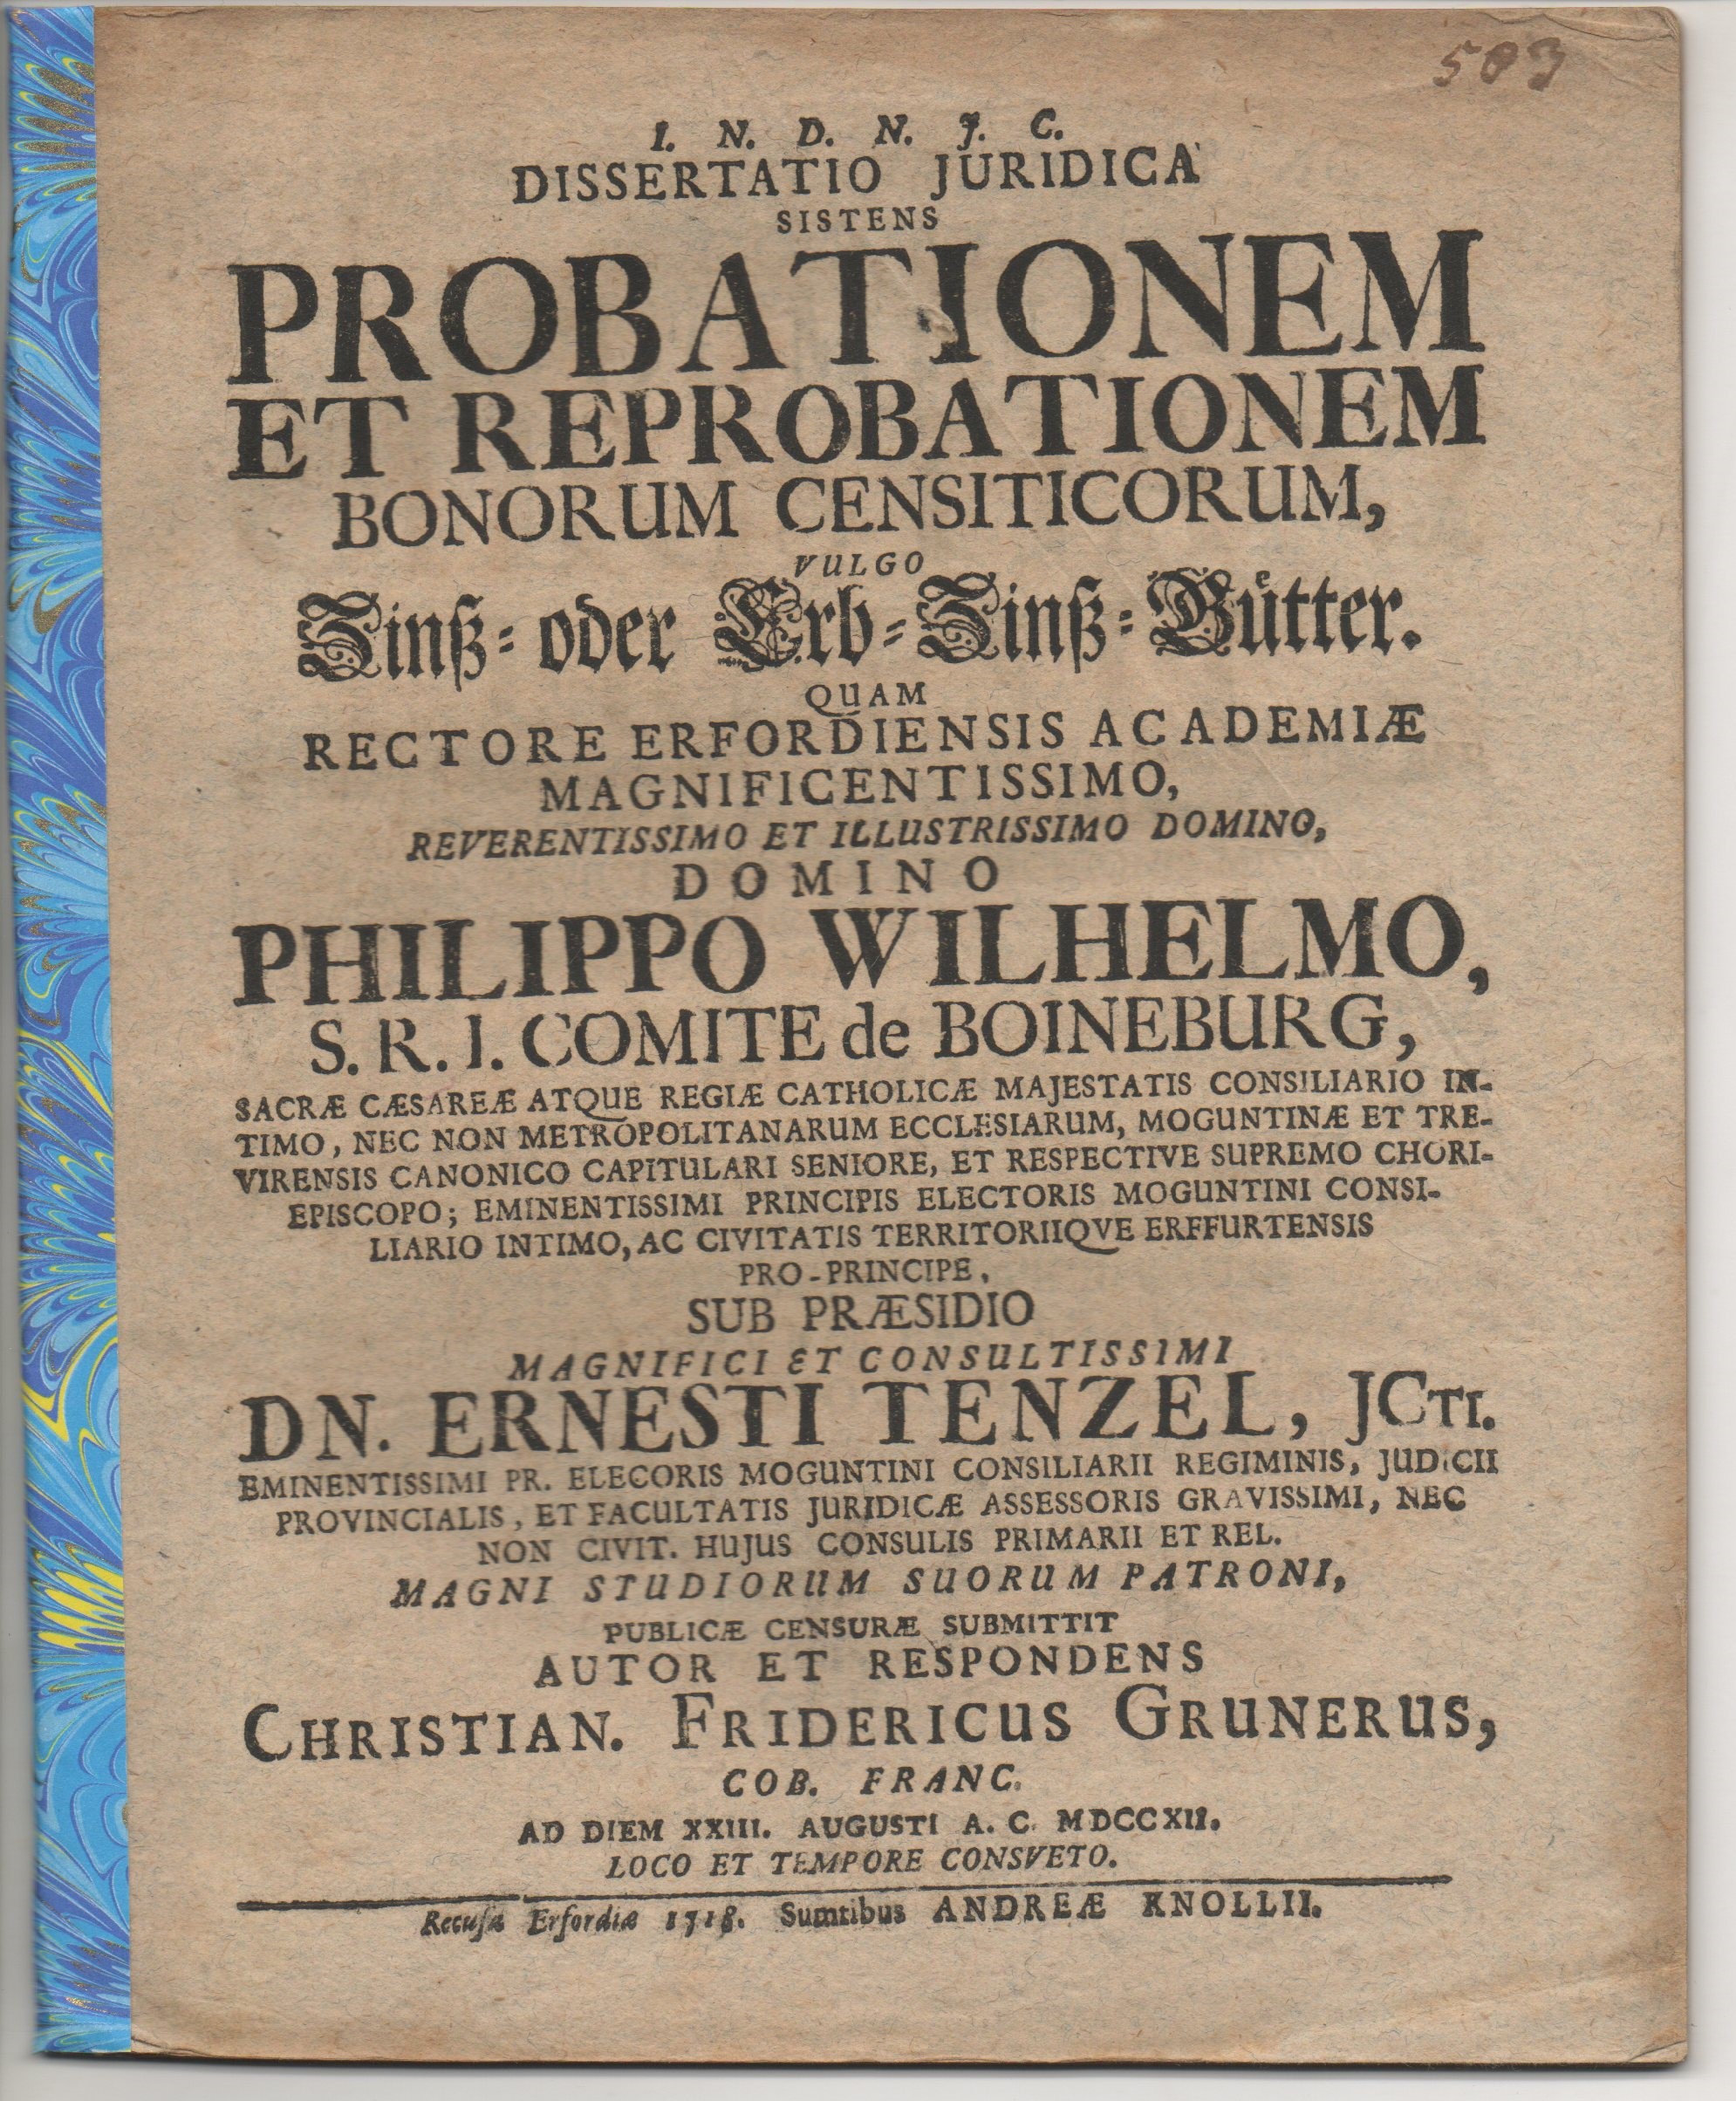 503
I. N. D. N. J. C.
DISSERTATIO JURIDICA
SISTENS
PROBATIONEM
ET REPROBATIONEM
BONORUM CENSITICORUM,
VULGO
Zinß- oder Erb-Zinß-Gütter.
QUAM
RECTORE ERFORDIENSIS ACADEMIÆ
MAGNIFICENTISSIMO,
REVERENTISSIMO ET ILLUSTRISSIMO DOMINO,
DOMINO
PHILIPPO WILHELMO,
S. R. I. COMITE de BOINEBURG,
SACRÆ CÆSAREÆ ATQUE REGIÆ CATHOLICÆ MAJESTATIS CONSILIARIO IN-
TIMO, NEC NON METROPOLITANARUM ECCLESIARUM, MOGUNTINÆ ET TRE-
VIRENSIS CANONICO CAPITULARI SENIORE, ET RESPECTIVE SUPREMO CHORI-
EPISCOPO; EMINENTISSIMI PRINCIPIS ELECTORIS MOGUNTINI CONSI-
LIARIO INTIMO, AC CIVITATIS TERRITORIIQVE ERFFURTENSIS
PRO-PRINCIPE,
SUB PRÆSIDIO
MAGNIFICI ET CONSULTISSIMI
DN. ERNESTI TENZEL, JCTI.
EMINENTISSIMI PR. ELECORIS MOGUNTINI CONSILIARII REGIMINIS, JUDICII
PROVINCIALIS, ET FACULTATIS JURIDICÆ ASSESSORIS GRAVISSIMI, NEC
NON CIVIT. HUJUS CONSULIS PRIMARII ET REL.
MAGNI STUDIORUM SUORUM PATRONI,
PUBLICÆ CENSURÆ SUBMITTIT
AUTOR ET RESPONDENS
CHRISTIAN. FRIDERICUS GRUNERUS,
COB. FRANC.
AD DIEM XXIII. AUGUSTI A. C. MDCCXII.
LOCO ET TEMPORE CONSVETO.
Recusa Erfordiæ 1718. Sumtibus ANDREÆ KNOLLII.